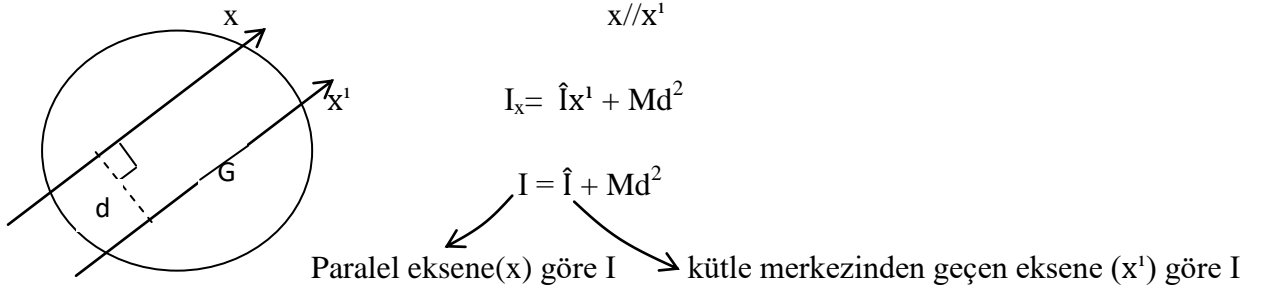 x
x//x¹
x¹
Iₓ= Îx¹ + Md²
G
I = Î + Md²
d
Paralel eksene(x) göre I
kütle merkezinden geçen eksene (x¹) göre I